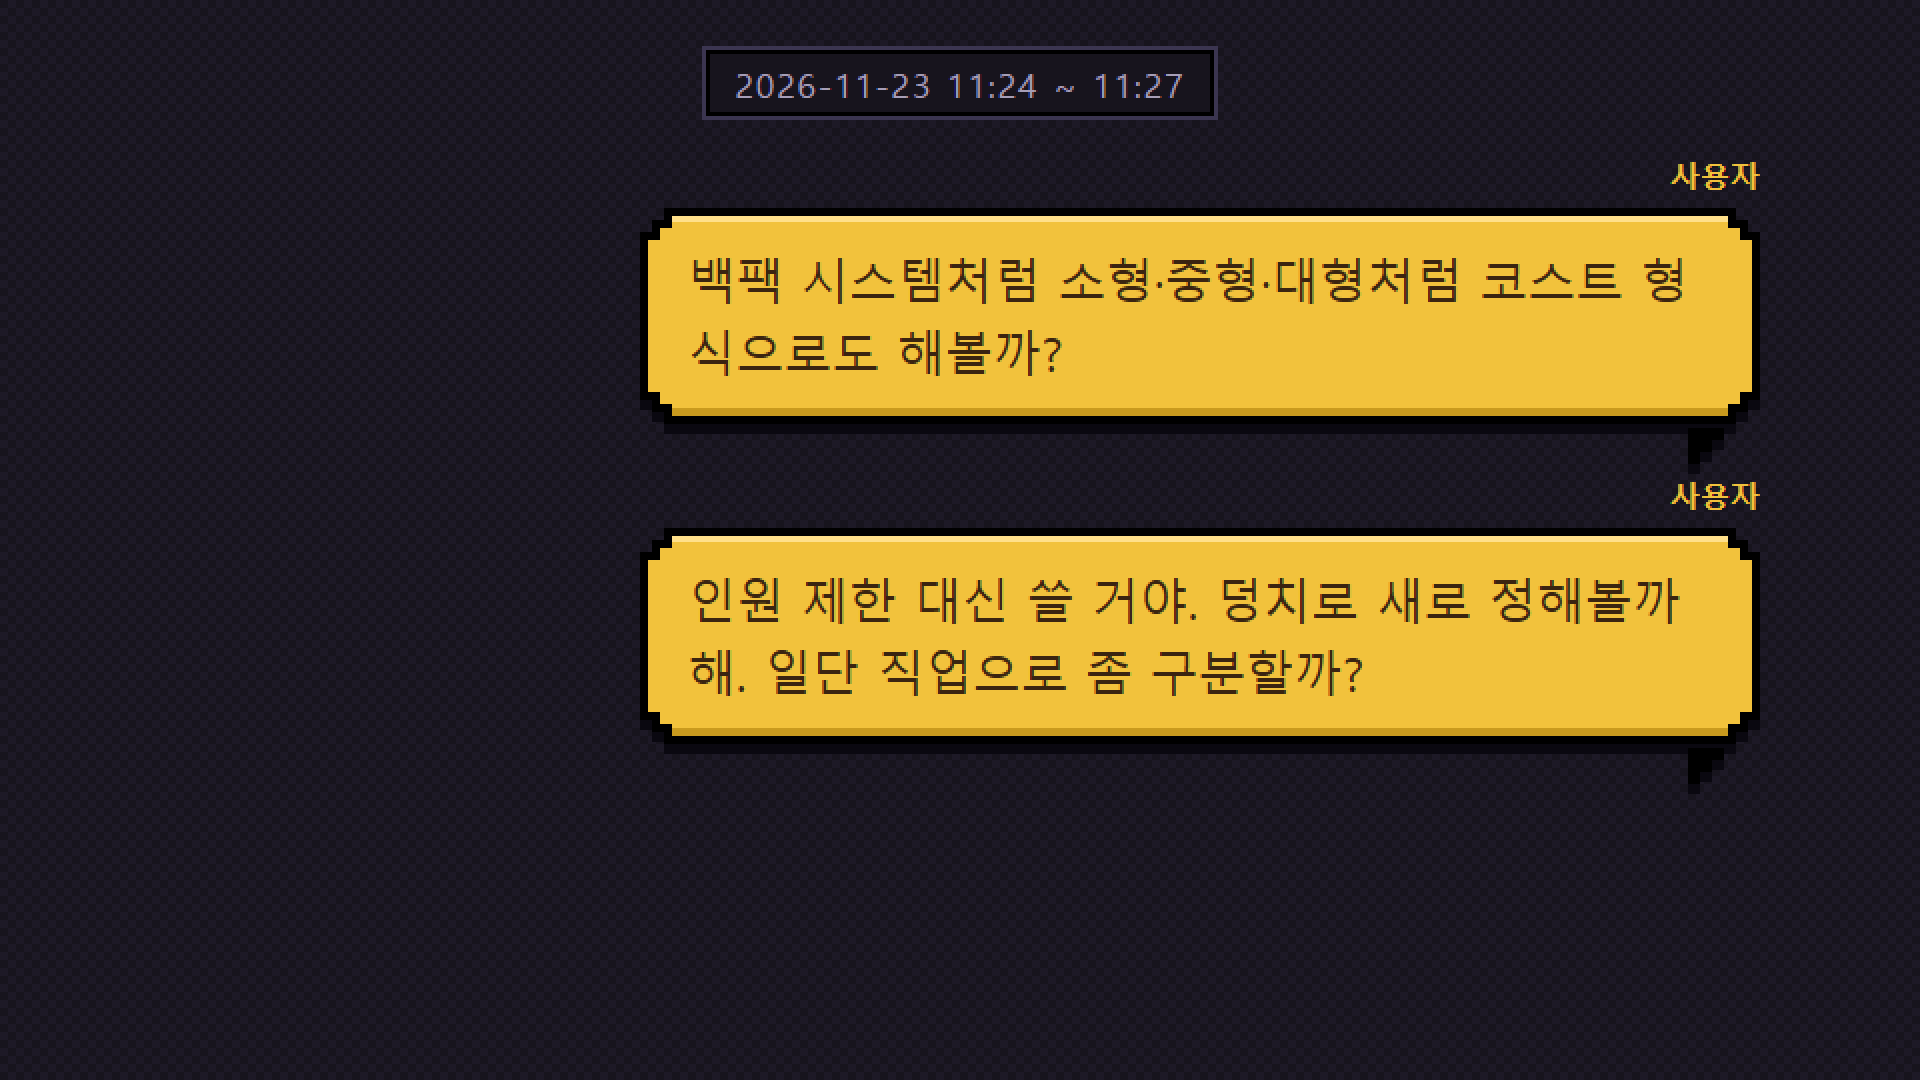 2026-11-23 11:24 ~ 11:27
사용자
백팩 시스템처럼 소형·중형·대형처럼 코스트 형
식으로도 해볼까?
사용자
인원 제한 대신 쓸 거야. 덩치로 새로 정해볼까
해. 일단 직업으로 좀 구분할까?